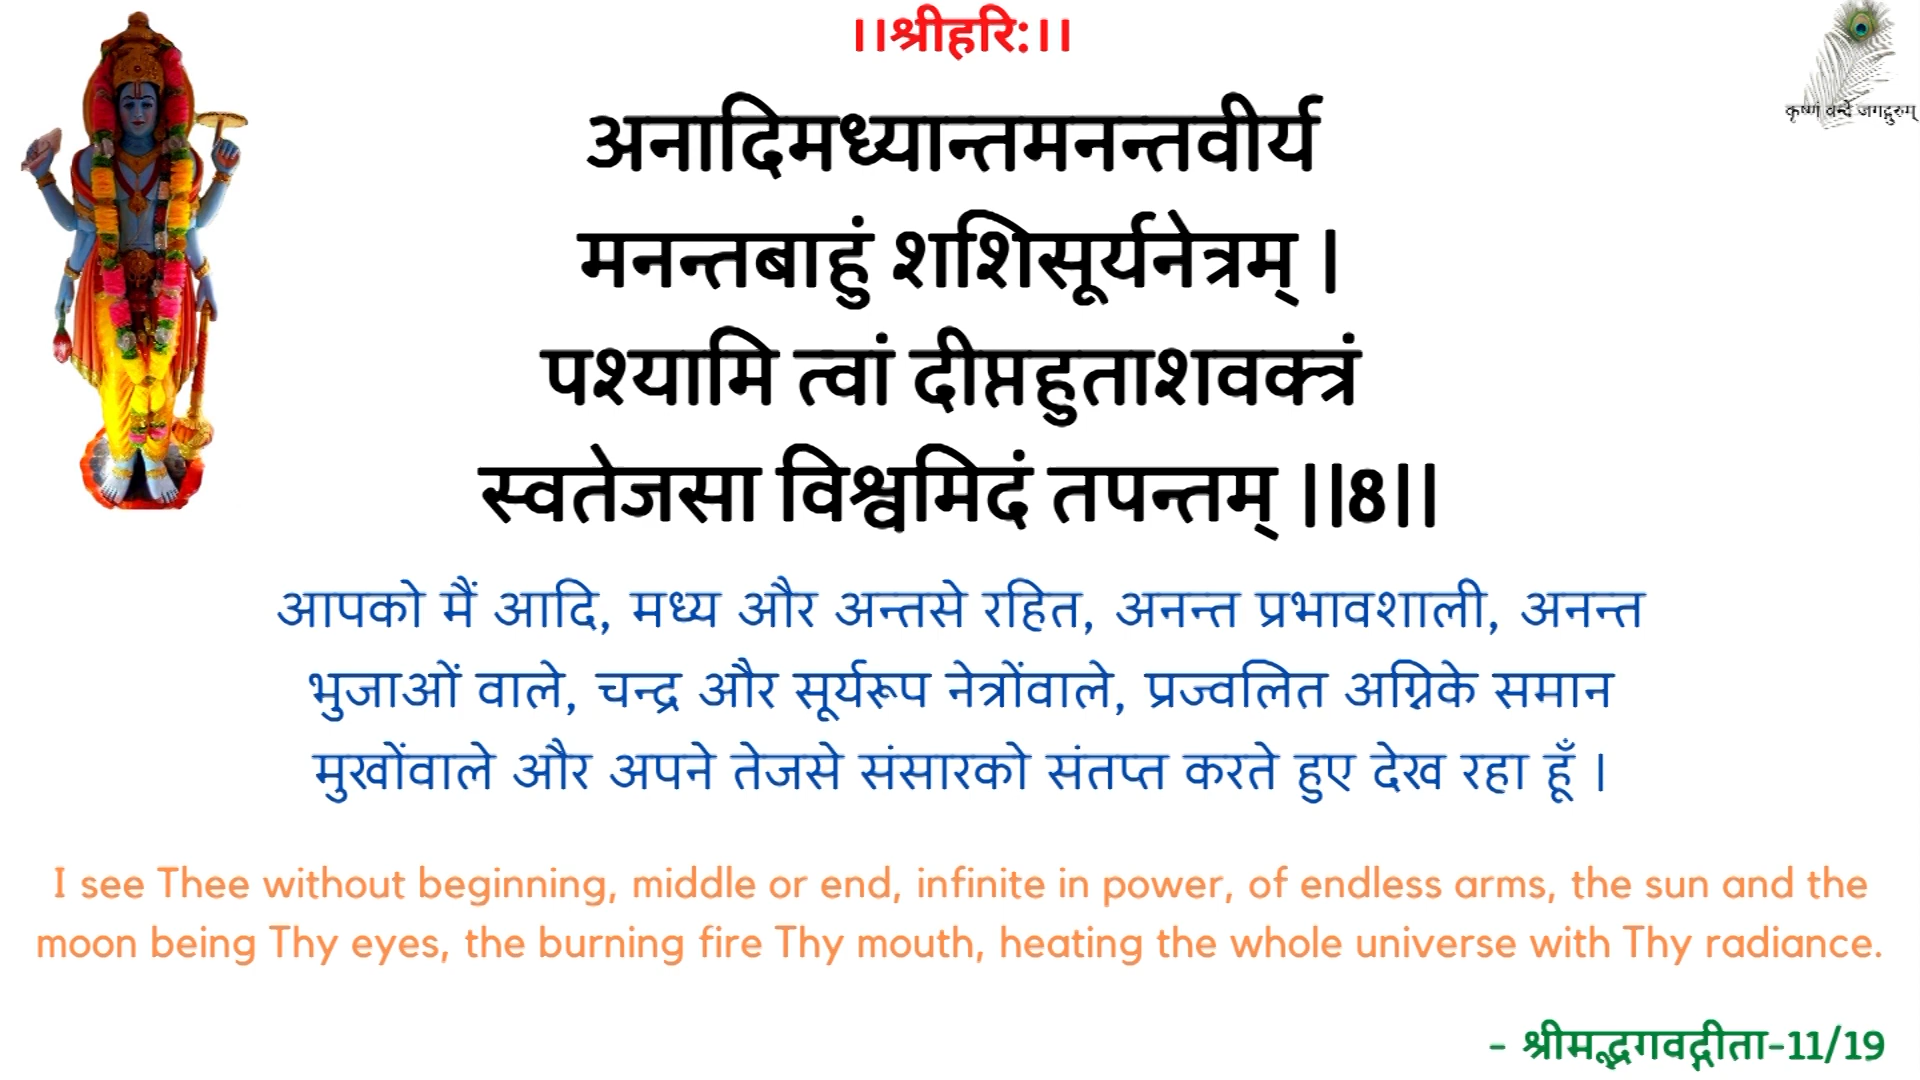 ।।श्रीहरि:।।
कृष्णं वन्दे जगद्गुरुम्
अनादिमध्यान्तमनन्तवीर्य
मनन्तबाहुं शशिसूर्यनेत्रम् |
पश्यामि त्वां दीप्तहुताशवक्त्रं
स्वतेजसा विश्वमिदं तपन्तम् ||8||
आपको मैं आदि, मध्य और अन्तसे रहित, अनन्त प्रभावशाली, अनन्त
भुजाओं वाले, चन्द्र और सूर्यरूप नेत्रोंवाले, प्रज्वलित अग्निके समान
मुखोंवाले और अपने तेजसे संसारको संतप्त करते हुए देख रहा हूँ ।
I see Thee without beginning, middle or end, infinite in power, of endless arms, the sun and the
moon being Thy eyes, the burning fire Thy mouth, heating the whole universe with Thy radiance.
- श्रीमद्भगवद्गीता-11/19